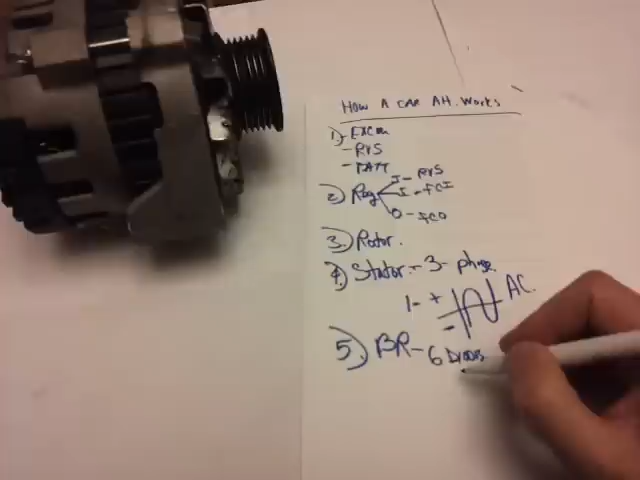 How A CAR Alt. Works
1) - EXCM
- RVS
- BATT
2) Reg I - RVS
I - FCI
O - FCO
3) Rotor.
4) Stator. - 3- phase.
1- + - AC.
5) BR - 6 Diodes